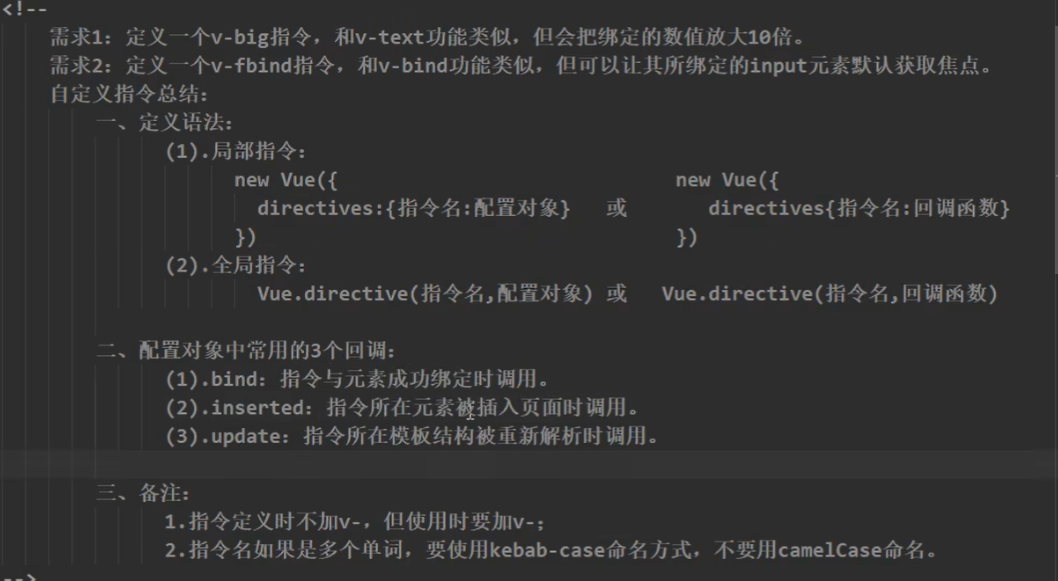 <!--
需求1：定义一个v-big指令，和v-text功能类似，但会把绑定的数值放大10倍。
需求2：定义一个v-fbind指令，和v-bind功能类似，但可以让其所绑定的input元素默认获取焦点。
自定义指令总结：
一、定义语法：
(1).局部指令：
new Vue({ new Vue({
directives:{指令名:配置对象} 或 directives{指令名:回调函数}
}) })
(2).全局指令：
Vue.directive(指令名,配置对象) 或 Vue.directive(指令名,回调函数)
二、配置对象中常用的3个回调：
(1).bind：指令与元素成功绑定时调用。
(2).inserted：指令所在元素被插入页面时调用。
(3).update：指令所在模板结构被重新解析时调用。
三、备注：
1.指令定义时不加v-，但使用时要加v-；
2.指令名如果是多个单词，要使用kebab-case命名方式，不要用camelCase命名。
-->